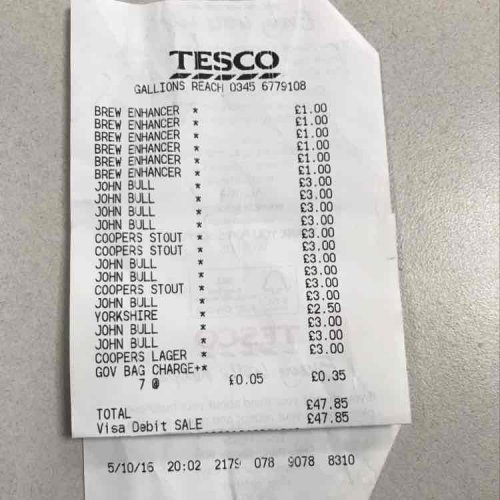 TESCO
GALLIONS REACH 0345 6779108
BREW ENHANCER * £1.00
BREW ENHANCER * £1.00
BREW ENHANCER * £1.00
BREW ENHANCER * £1.00
BREW ENHANCER * £1.00
BREW ENHANCER * £1.00
JOHN BULL * £3.00
JOHN BULL * £3.00
JOHN BULL * £3.00
JOHN BULL * £3.00
COOPERS STOUT * £3.00
COOPERS STOUT * £3.00
JOHN BULL * £3.00
JOHN BULL * £3.00
COOPERS STOUT * £3.00
JOHN BULL * £3.00
YORKSHIRE * £2.50
JOHN BULL * £3.00
JOHN BULL * £3.00
COOPERS LAGER * £3.00
GOV BAG CHARGE+*
7 @ £0.05 £0.35
TOTAL £47.85
Visa Debit SALE £47.85
5/10/16 20:02 2179 078 9078 8310